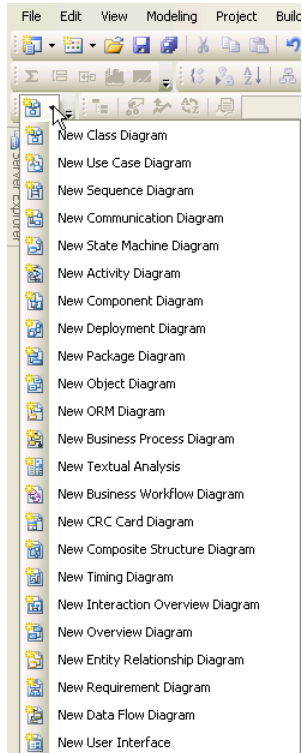 File Edit View Modeling Project Build
Server Explorer
New Class Diagram
New Use Case Diagram
New Sequence Diagram
New Communication Diagram
New State Machine Diagram
New Activity Diagram
New Component Diagram
New Deployment Diagram
New Package Diagram
New Object Diagram
New ORM Diagram
New Business Process Diagram
New Textual Analysis
New Business Workflow Diagram
New CRC Card Diagram
New Composite Structure Diagram
New Timing Diagram
New Interaction Overview Diagram
New Overview Diagram
New Entity Relationship Diagram
New Requirement Diagram
New Data Flow Diagram
New User Interface